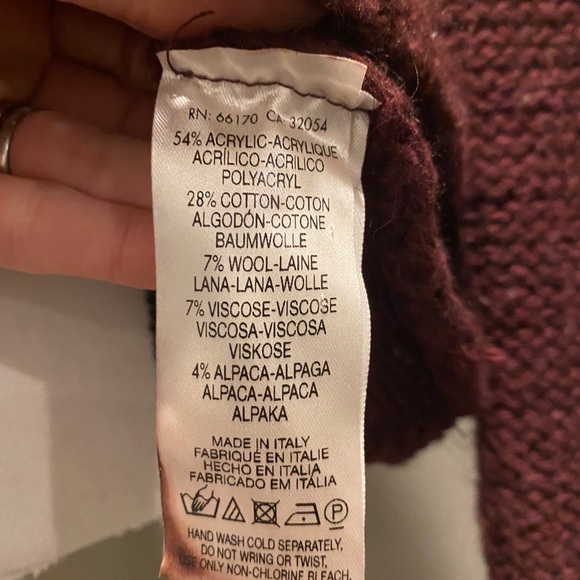 RN: 66170 CA 32054
54% ACRYLIC-ACRYLIQUE
ACRÍLICO-ACRILICO
POLYACRYL
28% COTTON-COTON
ALGODÓN-COTONE
BAUMWOLLE
7% WOOL-LAINE
LANA-LANA-WOLLE
7% VISCOSE-VISCOSE
VISCOSA-VISCOSA
VISKOSE
4% ALPACA-ALPAGA
ALPACA-ALPACA
ALPAKA
MADE IN ITALY
FABRIQUÉ EN ITALIE
HECHO EN ITALIA
FABRICADO EM ITÁLIA
P
HAND WASH COLD SEPARATELY,
DO NOT WRING OR TWIST,
USE ONLY NON-CHLORINE BLEACH,